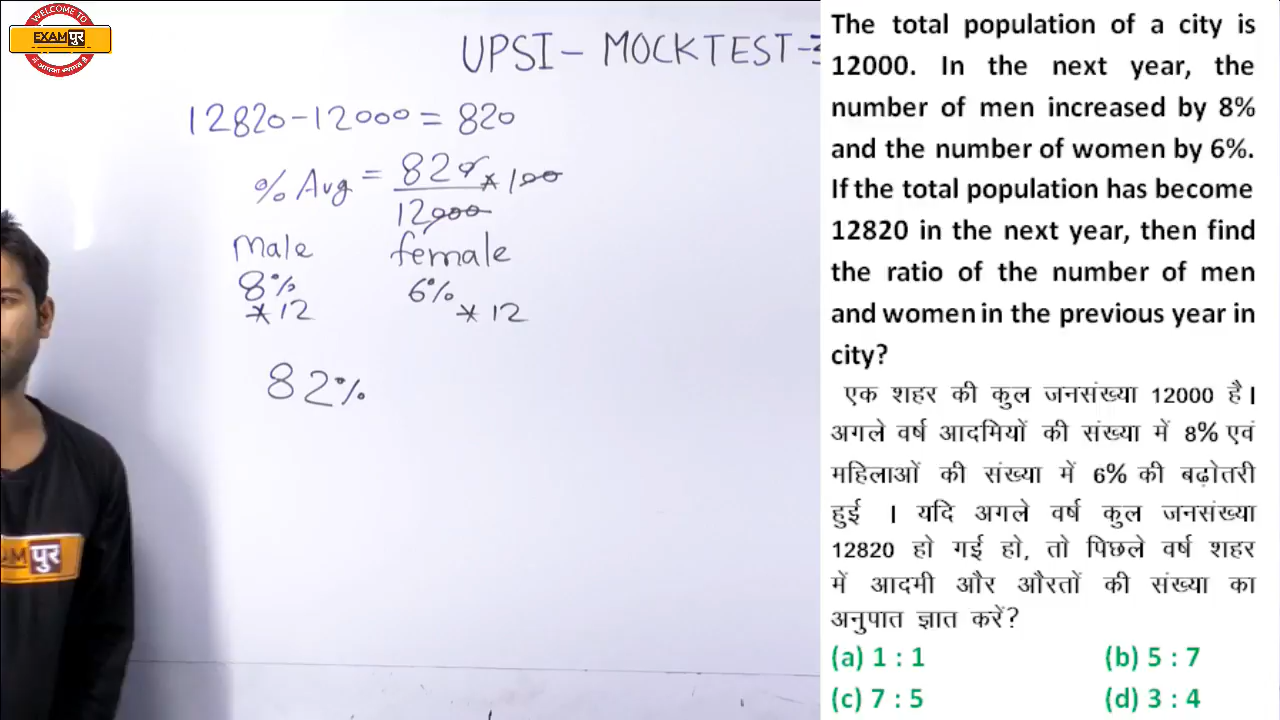 WELCOME TO
EXAMपुर
UPSI - MOCKTEST-3
12820-12000 = 820
% Avg = 820 * 100
12000
male female
8% 6%
*12 *12
82%
The total population of a city is
12000. In the next year, the
number of men increased by 8%
and the number of women by 6%.
If the total population has become
12820 in the next year, then find
the ratio of the number of men
and women in the previous year in
city?
एक शहर की कुल जनसंख्या 12000 है।
अगले वर्ष आदमियों की संख्या में 8% एवं
महिलाओं की संख्या में 6% की बढ़ोतरी
हुई । यदि अगले वर्ष कुल जनसंख्या
12820 हो गई हो, तो पिछले वर्ष शहर
में आदमी और औरतों की संख्या का
अनुपात ज्ञात करें?
(a) 1 : 1 (b) 5 : 7
(c) 7 : 5 (d) 3 : 4
AM पुर